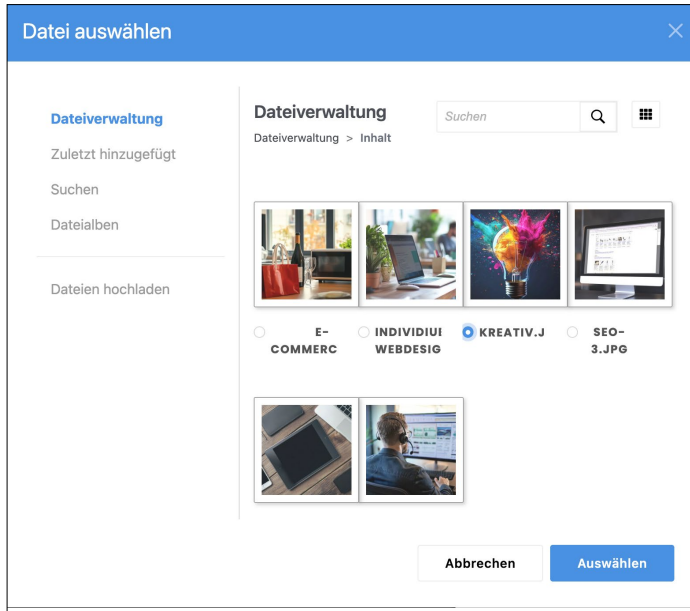 Datei auswählen
Dateiverwaltung
Zuletzt hinzugefügt
Suchen
Dateialben
Dateien hochladen
Dateiverwaltung
Dateiverwaltung > Inhalt
Suchen
E-
COMMERC
INDIVIDIUI
WEBDESIG
KREATIV.J
SEO-
3.JPG
Abbrechen
Auswählen